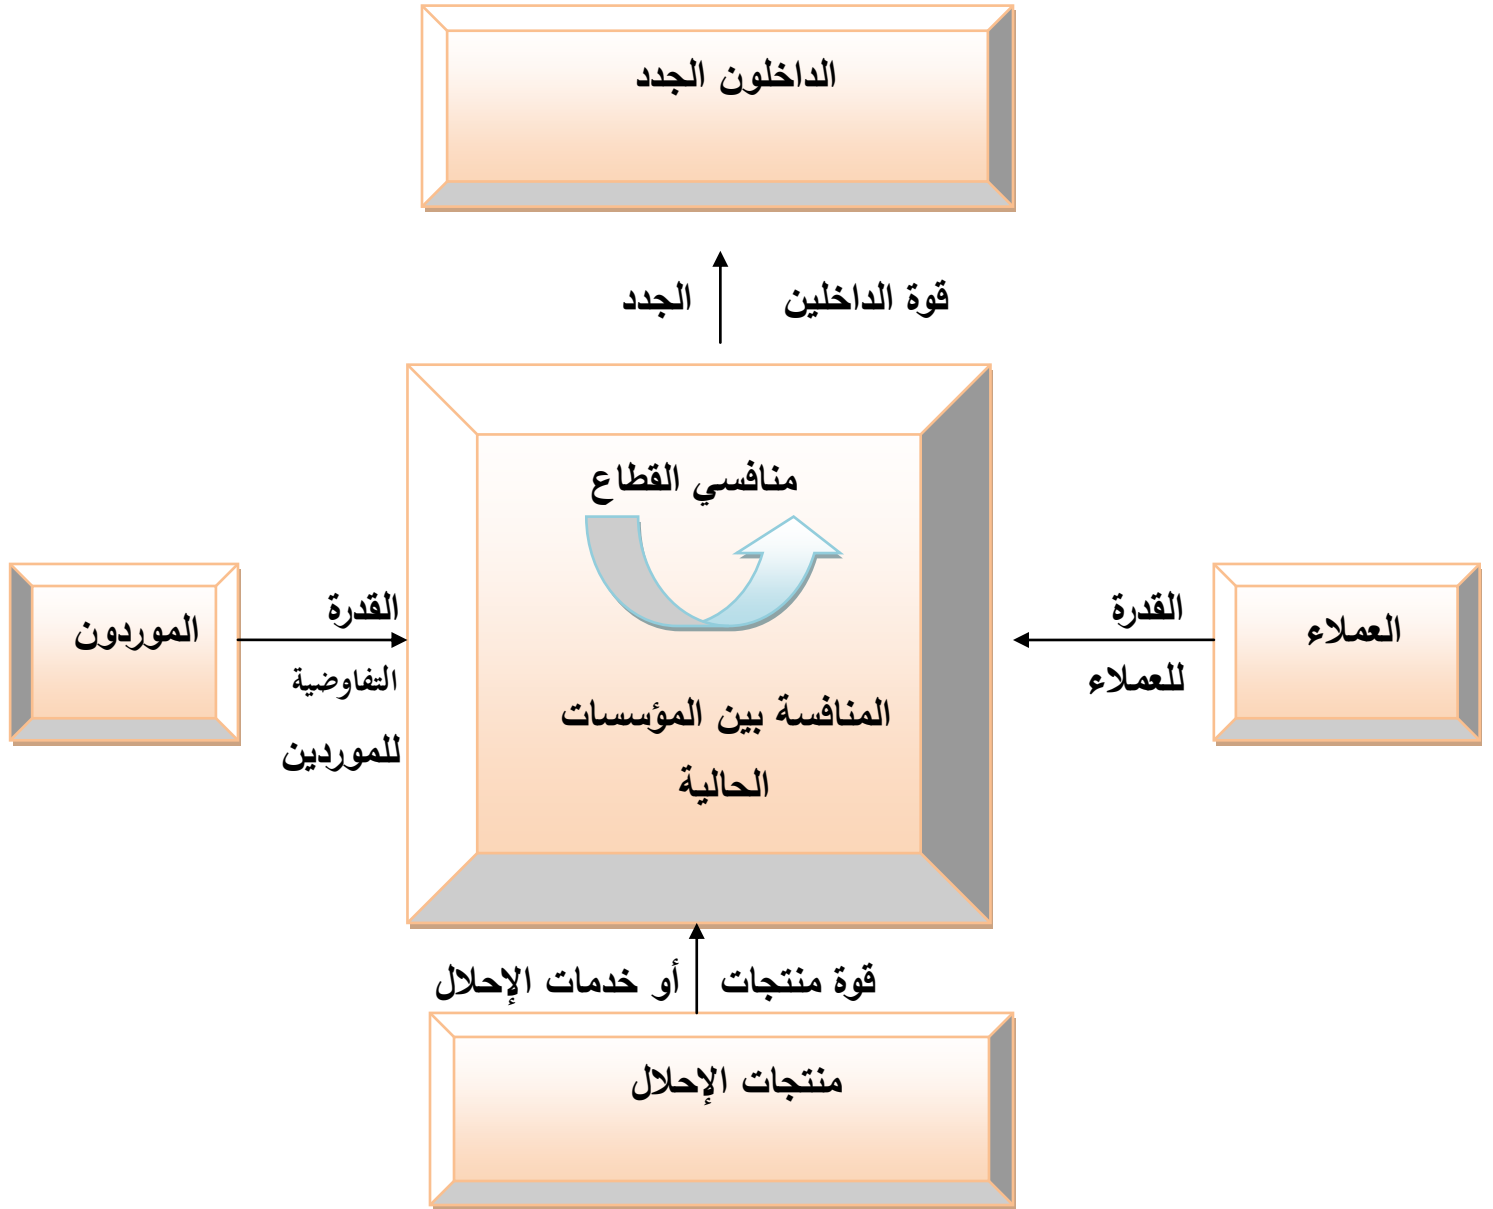 الداخلون الجدد
قوة الداخلين الجدد
منافسي القطاع
العملاء
القدرة
للعملاء
الموردون
القدرة
التفاوضية
للموردين
المنافسة بين المؤسسات
الحالية
قوة منتجات أو خدمات الإحلال
منتجات الإحلال